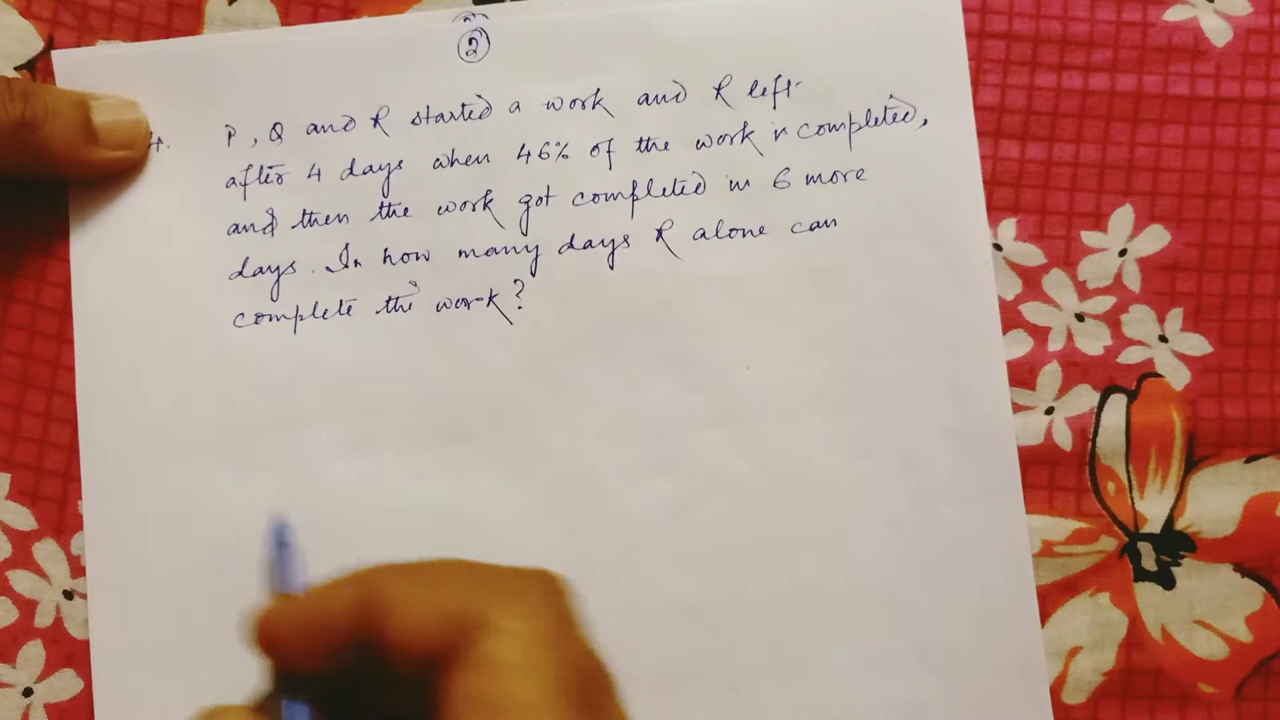 2
4. P, Q and R started a work and R left
after 4 days when 46% of the work is completed,
and then the work got completed in 6 more
days. In how many days R alone can
complete the work?